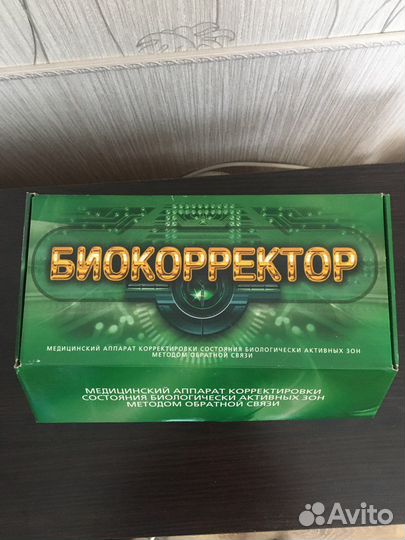 БИОКОРРЕКТОР
МЕДИЦИНСКИЙ АППАРАТ КОРРЕКТИРОВКИ СОСТОЯНИЯ БИОЛОГИЧЕСКИ АКТИВНЫХ ЗОН
МЕТОДОМ ОБРАТНОЙ СВЯЗИ
МЕДИЦИНСКИЙ АППАРАТ КОРРЕКТИРОВКИ
СОСТОЯНИЯ БИОЛОГИЧЕСКИ АКТИВНЫХ ЗОН
МЕТОДОМ ОБРАТНОЙ СВЯЗИ
Avito